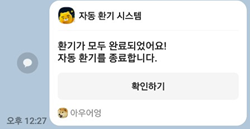 자동 환기 시스템
환기가 모두 완료되었어요!
자동 환기를 종료합니다.
확인하기
아우어엉
오후 12:27